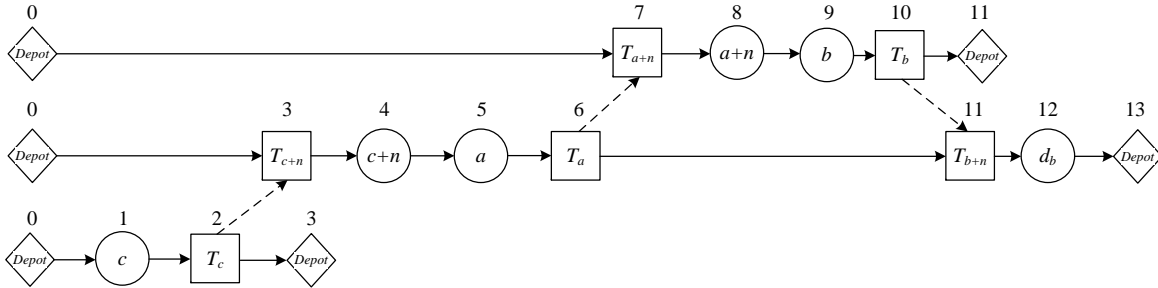 0 7 8 9 10 11
Depot T_{a+n} a+n b T_b Depot
0 3 4 5 6 11 12 13
Depot T_{c+n} c+n a T_a T_{b+n} d_b Depot
0 1 2 3
Depot c T_c Depot